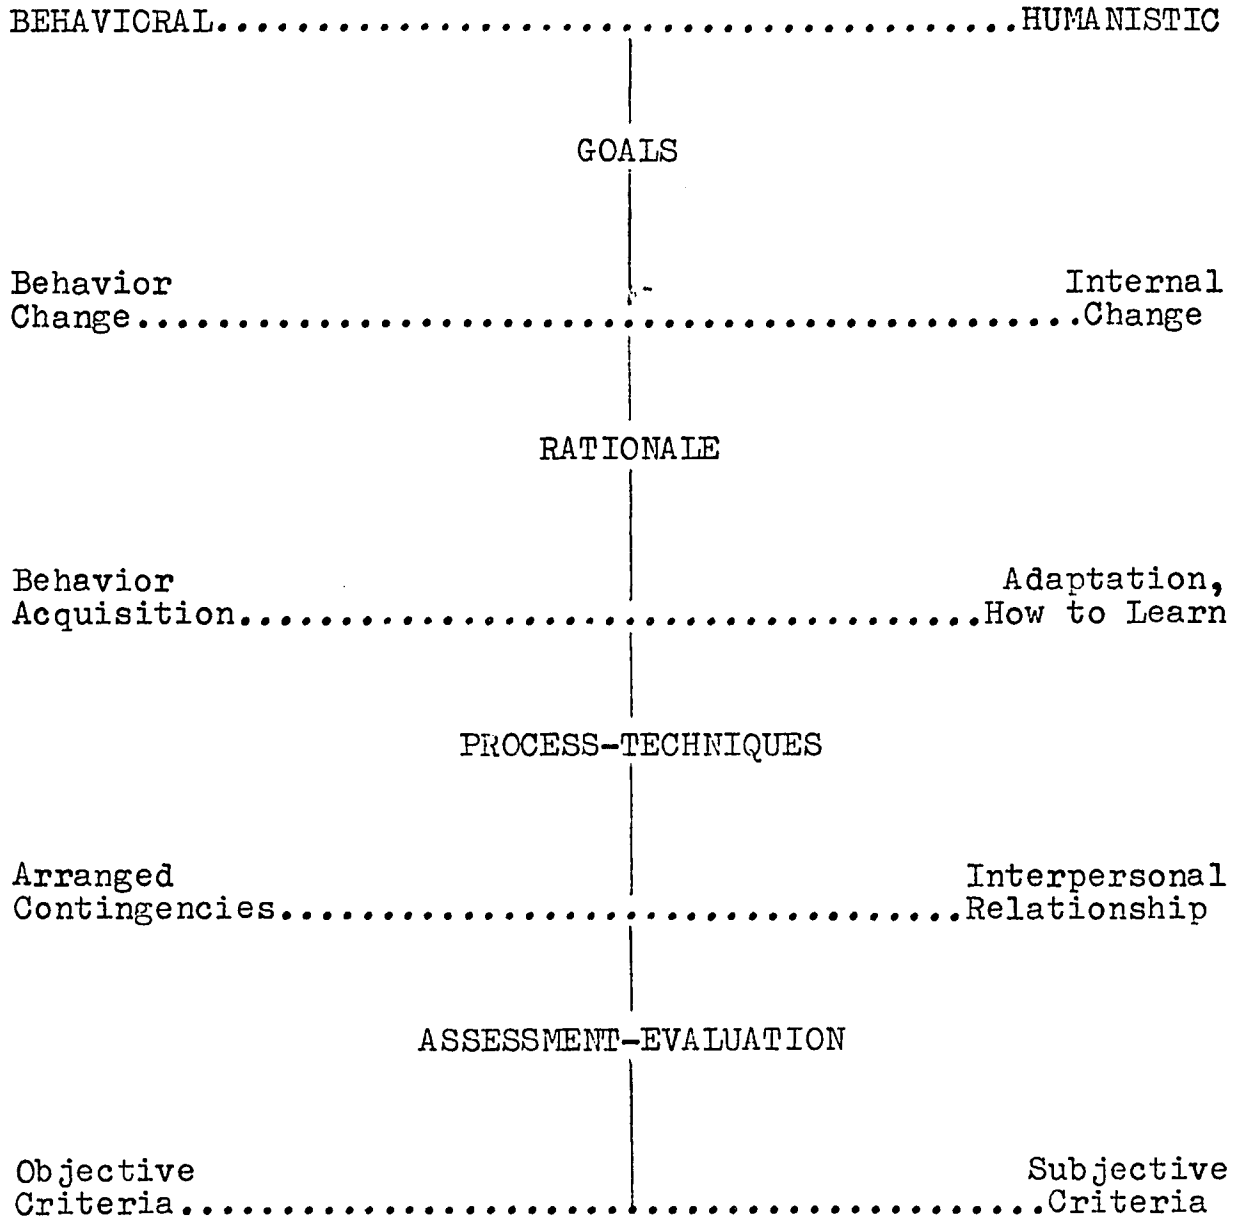 BEHAVIORAL........................................HUMANISTIC
GOALS
Behavior Internal
Change...............................................Change
RATIONALE
Behavior Adaptation,
Acquisition.....................................How to Learn
PROCESS-TECHNIQUES
Arranged Interpersonal
Contingencies..................................Relationship
ASSESSMENT-EVALUATION
Objective Subjective
Criteria...........................................Criteria